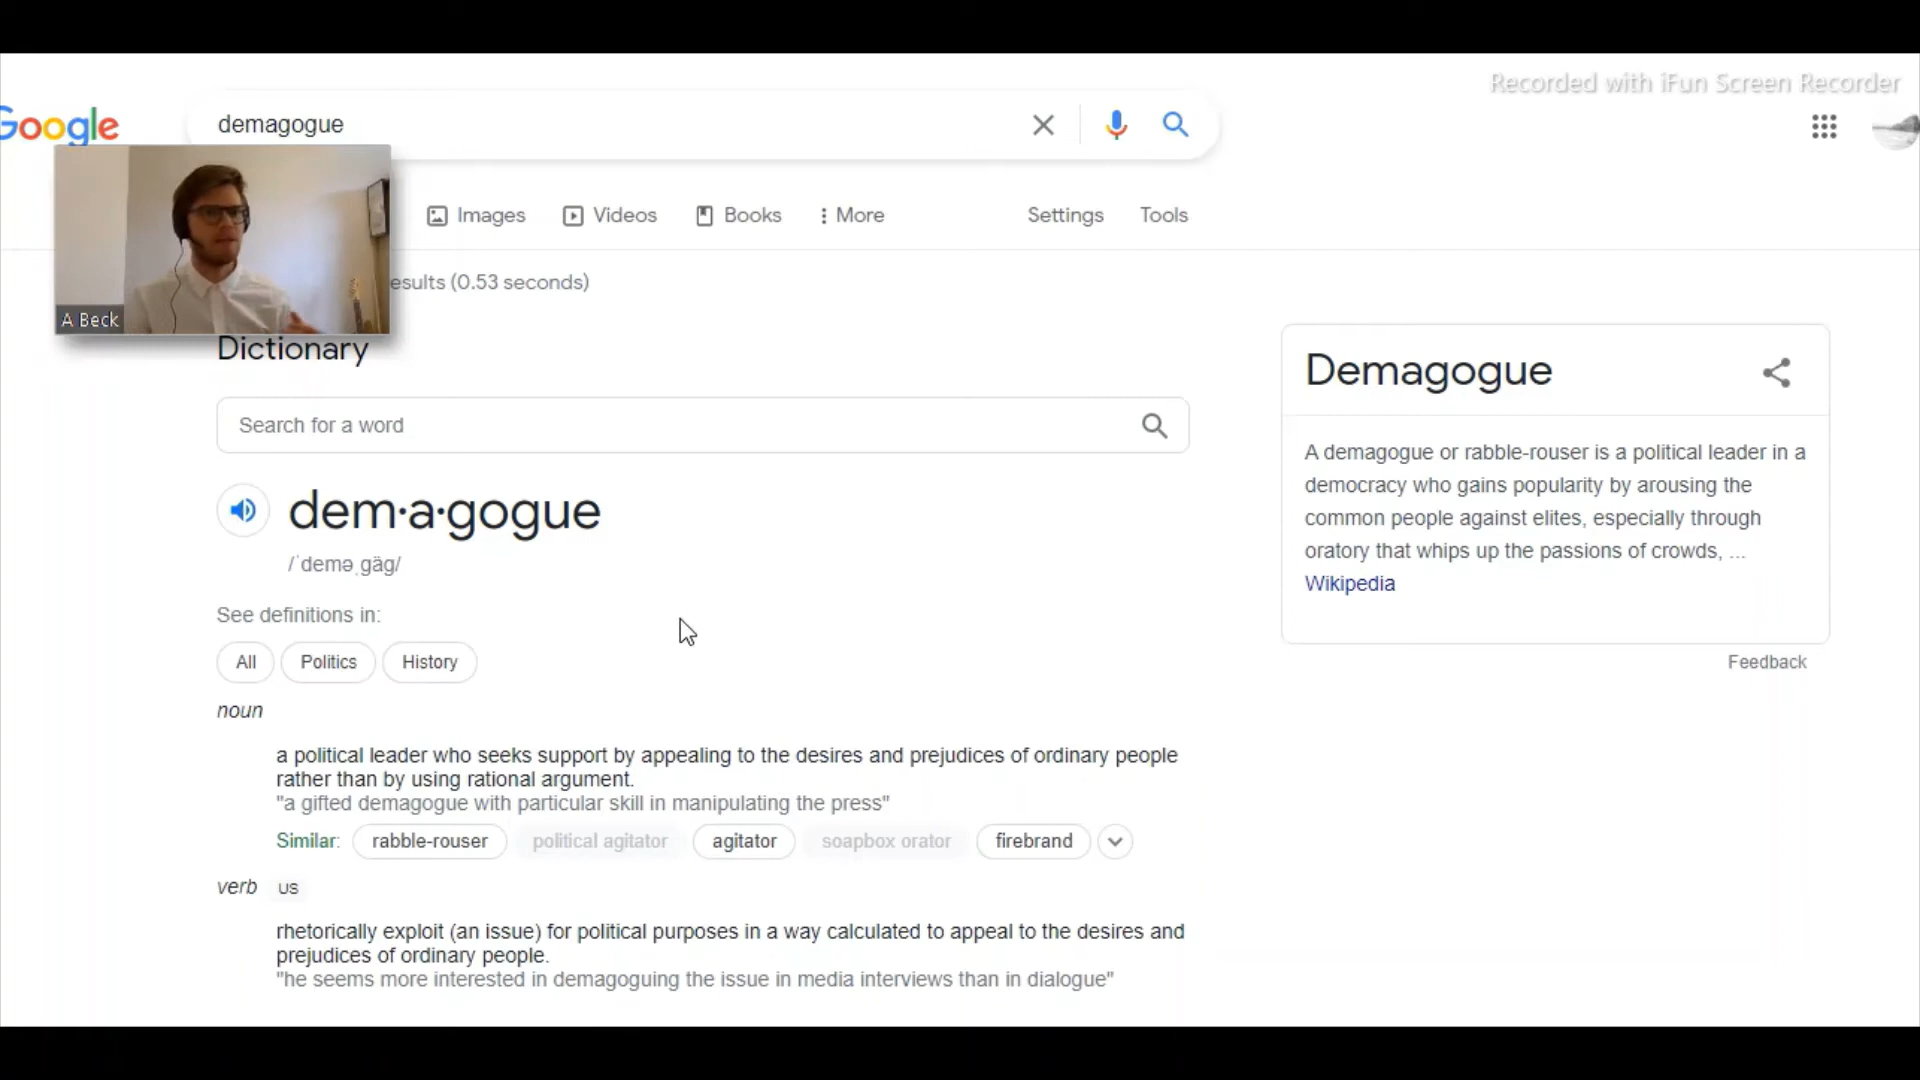 Recorded with iFun Screen Recorder
Google
demagogue
Images Videos Books More Settings Tools
esults (0.53 seconds)
A Beck
Dictionary
Search for a word
dem·a·gogue
/ˈdeməˌɡäɡ/
See definitions in:
All Politics History
noun
a political leader who seeks support by appealing to the desires and prejudices of ordinary people
rather than by using rational argument.
"a gifted demagogue with particular skill in manipulating the press"
Similar: rabble-rouser political agitator agitator soapbox orator firebrand
verb US
rhetorically exploit (an issue) for political purposes in a way calculated to appeal to the desires and
prejudices of ordinary people.
"he seems more interested in demagoguing the issue in media interviews than in dialogue"
Demagogue
A demagogue or rabble-rouser is a political leader in a
democracy who gains popularity by arousing the
common people against elites, especially through
oratory that whips up the passions of crowds, ...
Wikipedia
Feedback